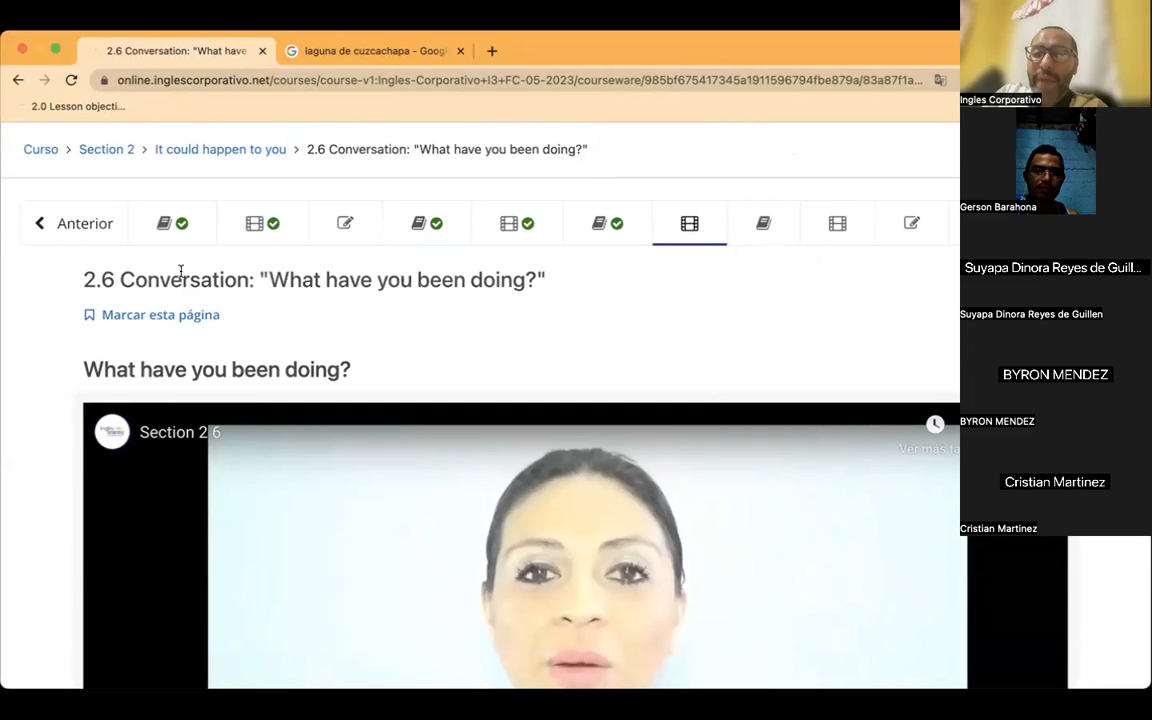 2.6 Conversation: "What have
laguna de cuzcachapa - Goog
online.inglescorporativo.net/courses/course-v1:Ingles-Corporativo+I3+FC-05-2023/courseware/985bf675417345a1911596794fbe879a/83a87f1a...
2.0 Lesson objecti...
Curso > Section 2 > It could happen to you > 2.6 Conversation: "What have you been doing?"
Anterior
2.6 Conversation: "What have you been doing?"
Marcar esta página
What have you been doing?
Section 2 6
Ver más ta
Ingles Corporativo
Gerson Barahona
Suyapa Dinora Reyes de Guill...
Suyapa Dinora Reyes de Guillen
BYRON MENDEZ
BYRON MENDEZ
Cristian Martinez
Cristian Martinez